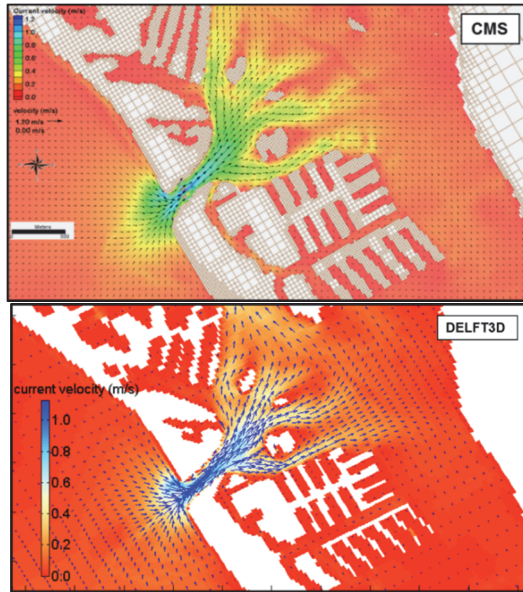 Current velocity (m/s)
CMS
1.2
1.0
0.8
0.6
0.4
0.2
0.0
velocity (m/s)
1.20 m/s
0.00 m/s
Meters
DELFT3D
current velocity (m/s)
1.0
0.8
0.6
0.4
0.2
0.0